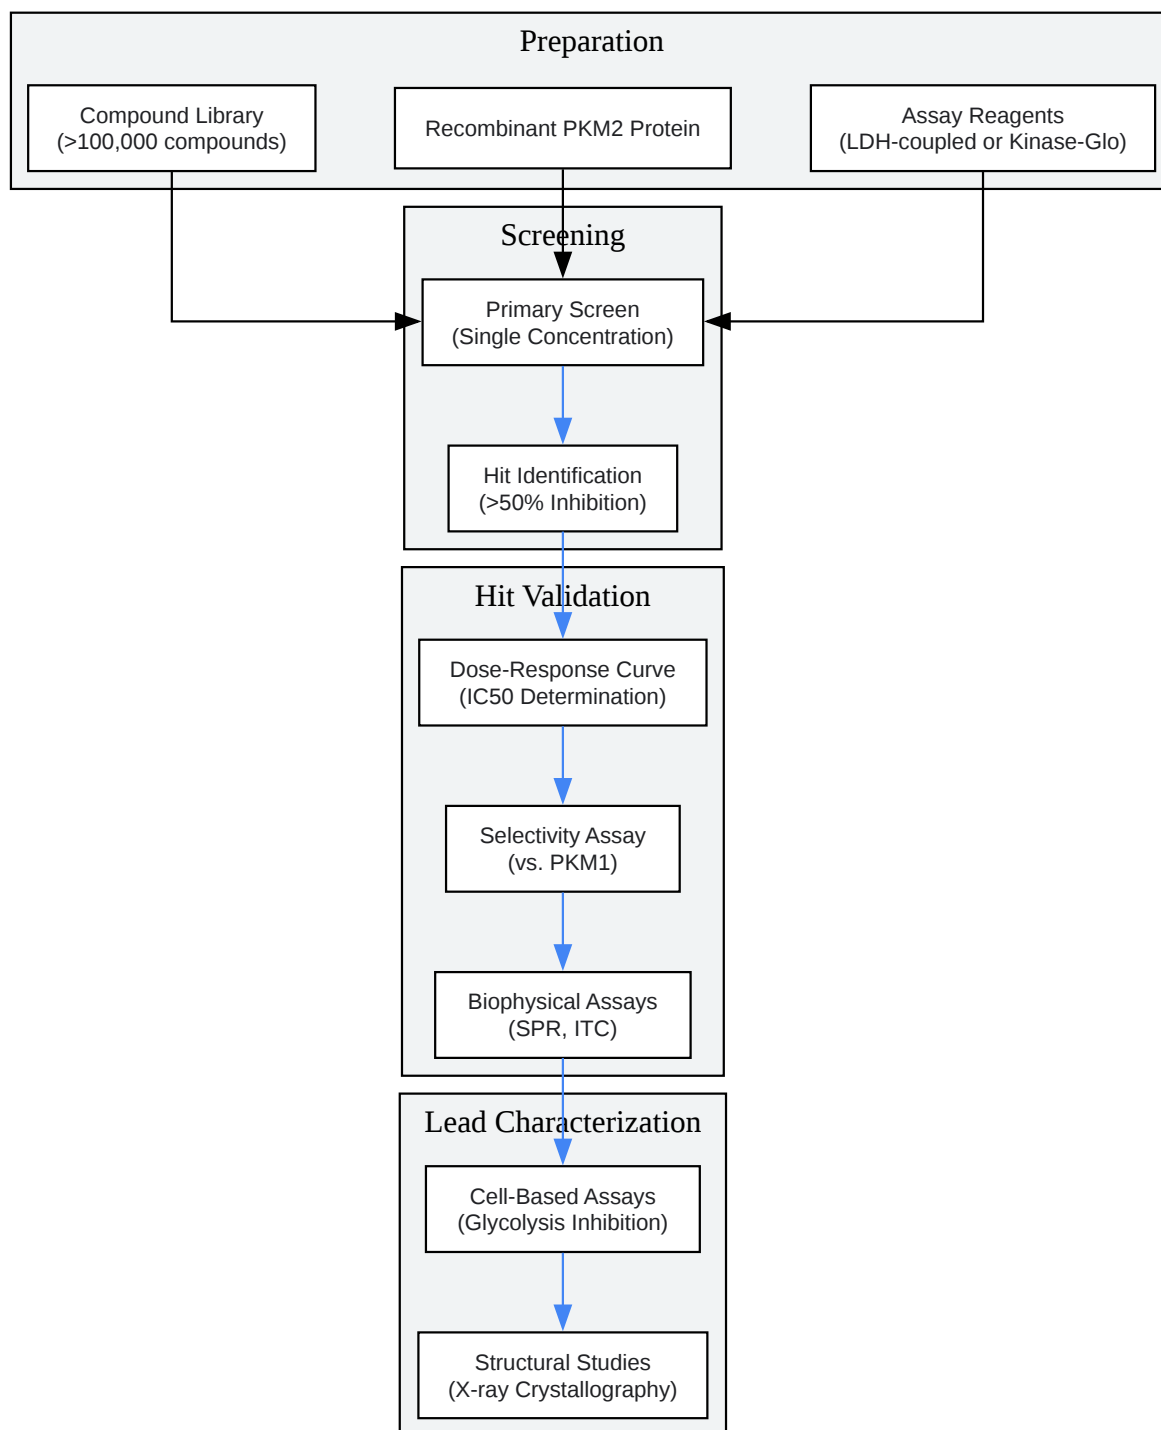 Preparation
Compound Library
(>100,000 compounds)
Recombinant PKM2 Protein
Assay Reagents
(LDH-coupled or Kinase-Glo)
Screening
Primary Screen
(Single Concentration)
Hit Identification
(>50% Inhibition)
Hit Validation
Dose-Response Curve
(IC50 Determination)
Selectivity Assay
(vs. PKM1)
Biophysical Assays
(SPR, ITC)
Lead Characterization
Cell-Based Assays
(Glycolysis Inhibition)
Structural Studies
(X-ray Crystallography)